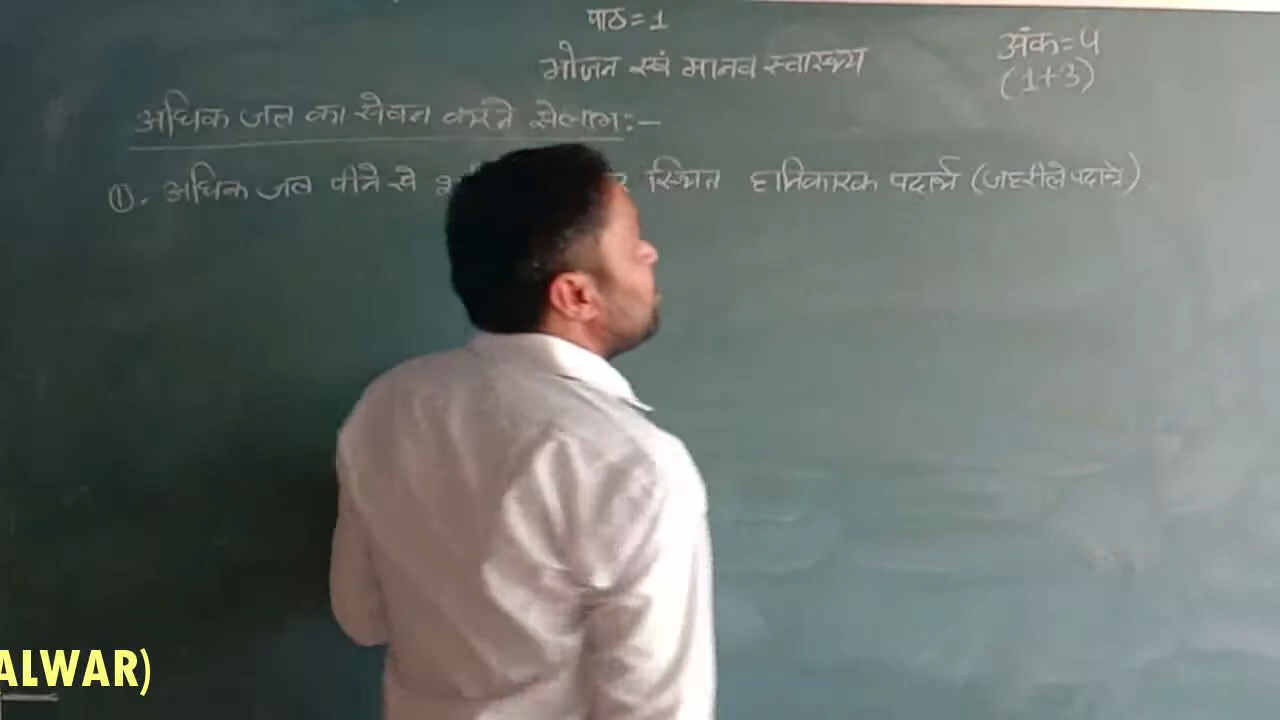 पाठ=1
भोजन एवं मानव स्वास्थ्य
अंक=4
(1+3)
अधिक जल का सेवन करने से लाभ:-
①. अधिक जल पीने से स्थित हानिकारक पदार्थ (जहरीले पदार्थ)
ALWAR)